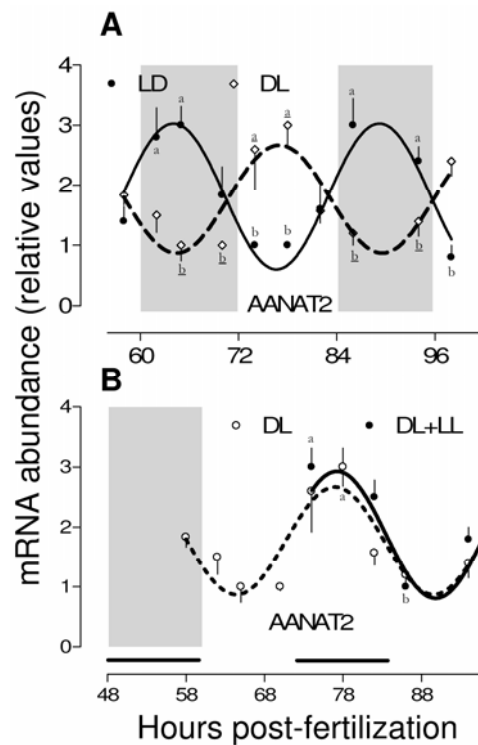 A
4
3
2
1
0
LD DL
a
a
a
a
a
b
b
b
b
b
b
b
b
AANAT2
60 72 84 96
mRNA abundance (relative values)
B
4
3
2
1
0
DL DL+LL
a
a
b
AANAT2
48 58 68 78 88
Hours post-fertilization